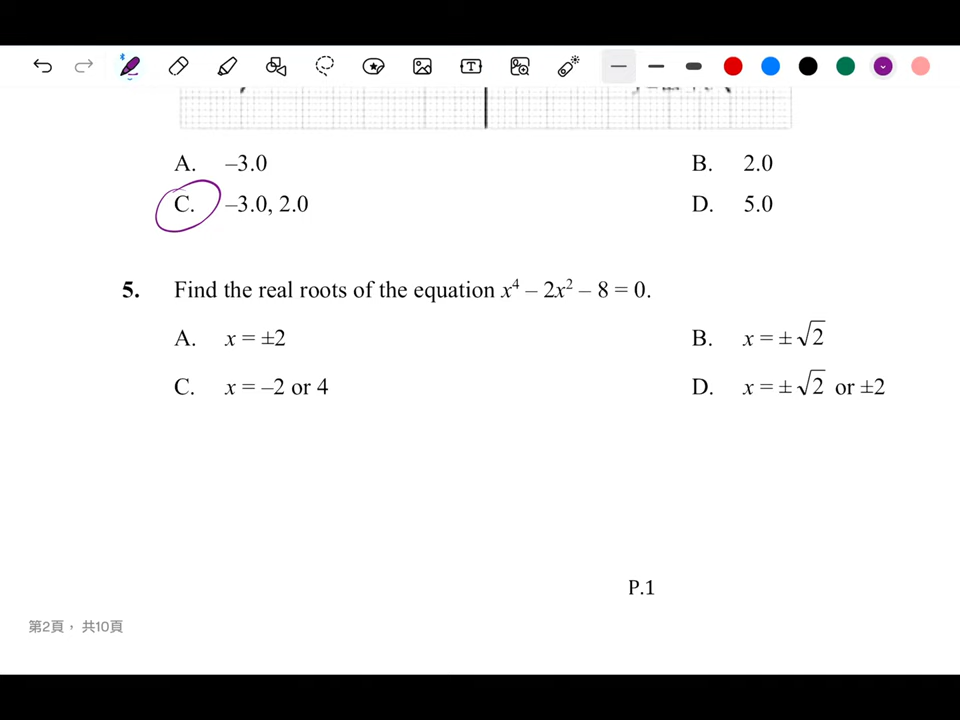 A. –3.0 B. 2.0
C. –3.0, 2.0 D. 5.0
5. Find the real roots of the equation x⁴ – 2x² – 8 = 0.
A. x = ±2 B. x = ±√2
C. x = –2 or 4 D. x = ±√2 or ±2
P.1
第2頁， 共10頁